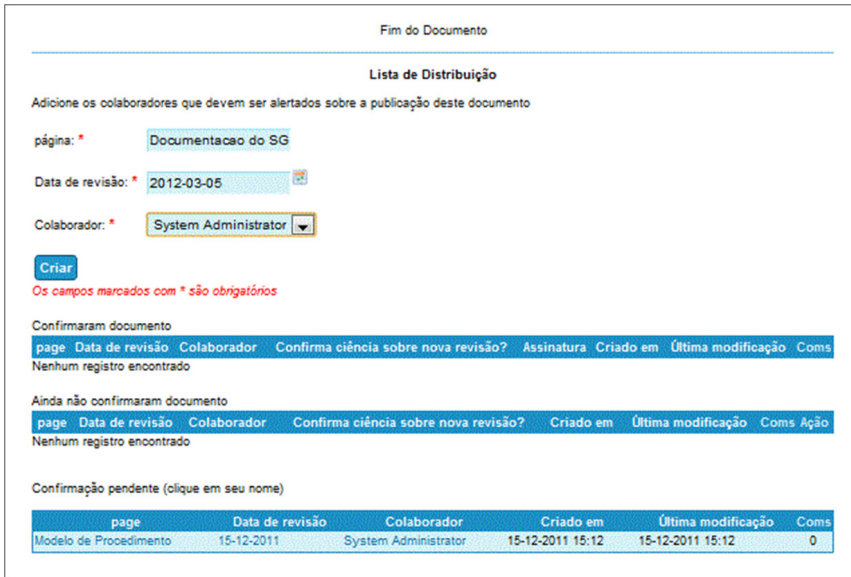 Fim do Documento
Lista de Distribuição
Adicione os colaboradores que devem ser alertados sobre a publicação deste documento
página: * Documentacao do SG
Data de revisão: * 2012-03-05
Colaborador: * System Administrator
Criar
Os campos marcados com * são obrigatórios
Confirmaram documento
page Data de revisão Colaborador Confirma ciência sobre nova revisão? Assinatura Criado em Última modificação Coms
Nenhum registro encontrado
Ainda não confirmaram documento
page Data de revisão Colaborador Confirma ciência sobre nova revisão? Criado em Última modificação Coms Ação
Nenhum registro encontrado
Confirmação pendente (clique em seu nome)
page Data de revisão Colaborador Criado em Última modificação Coms
Modelo de Procedimento 15-12-2011 System Administrator 15-12-2011 15:12 15-12-2011 15:12 0